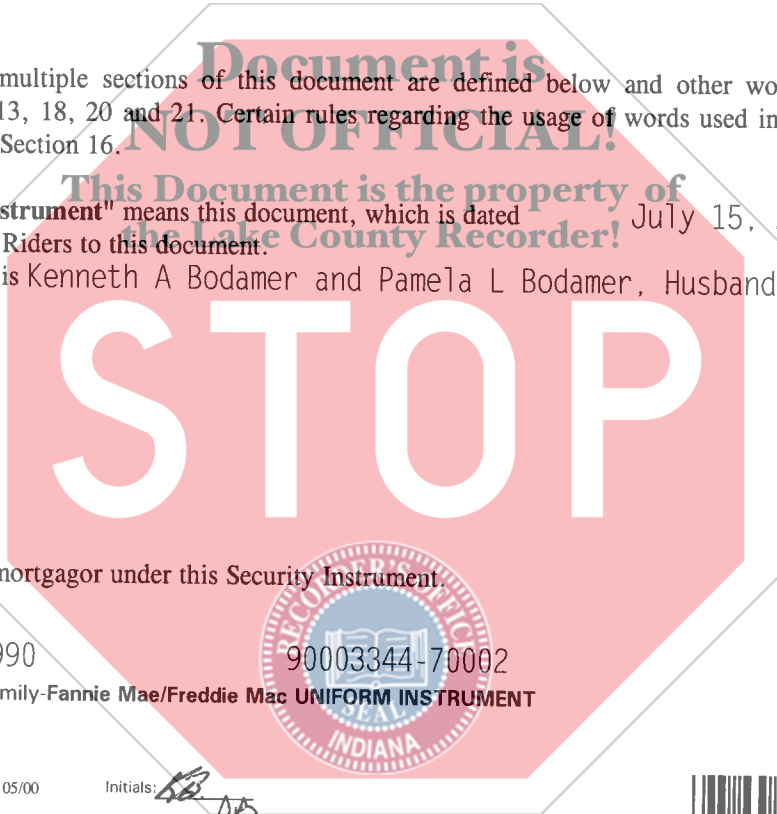 Document is
multiple sections of this document are defined below and other wo
13, 18, 20 and 21. Certain rules regarding the usage of words used in
NOT OFFICIAL!
Section 16.
This Document is the property of
strument" means this document, which is dated July 15,
the Lake County Recorder!
Riders to this document.
is Kenneth A Bodamer and Pamela L Bodamer, Husband
STOP
mortgagor under this Security Instrument.
RECORDER'S OFFICE
990 90003344-70002
mily-Fannie Mae/Freddie Mac UNIFORM INSTRUMENT
SEAL
INDIANA
05/00 Initials: